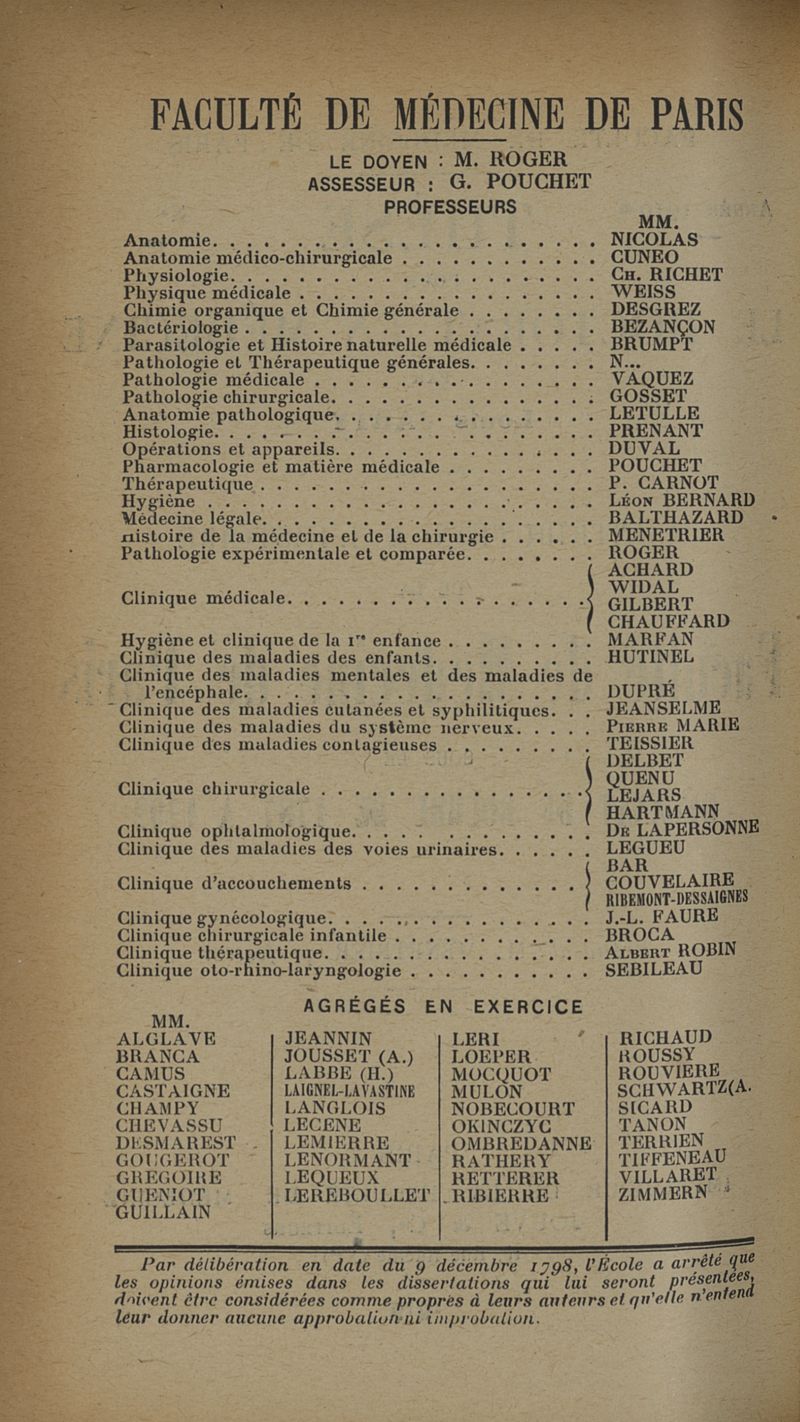 FACULTÉ DE MÉDECINE DE PARIS
LE DOYEN : M. ROGER
ASSESSEUR : G. POUCHET
PROFESSEURS
MM.
Anatomie. . . . . . . . . . . . . . . . . . . . . . . NICOLAS
Anatomie médico-chirurgicale . . . . . . . . . . . . CUNEO
Physiologie. . . . . . . . . . . . . . . . . . . . . . CH. RICHET
Physique médicale . . . . . . . . . . . . . . . . . . WEISS
Chimie organique et Chimie générale . . . . . . . . DESGREZ
Bactériologie . . . . . . . . . . . . . . . . . . . . . BEZANÇON
Parasitologie et Histoire naturelle médicale . . . . . BRUMPT
Pathologie et Thérapeutique générales. . . . . . . . N...
Pathologie médicale . . . . . . . . . . . . . . . . . VAQUEZ
Pathologie chirurgicale. . . . . . . . . . . . . . . . GOSSET
Anatomie pathologique. . . . . . . . . . . . . . . . LETULLE
Histologie. . . . . . . . . . . . . . . . . . . . . . . PRENANT
Opérations et appareils. . . . . . . . . . . . . . . . DUVAL
Pharmacologie et matière médicale . . . . . . . . . POUCHET
Thérapeutique . . . . . . . . . . . . . . . . . . . . P. CARNOT
Hygiène . . . . . . . . . . . . . . . . . . . . . . . LÉON BERNARD
Médecine légale. . . . . . . . . . . . . . . . . . . . BALTHAZARD
Histoire de la médecine et de la chirurgie . . . . . . MENETRIER
Pathologie expérimentale et comparée. . . . . . . . ROGER
ACHARD
WIDAL
Clinique médicale. . . . . . . . . . . . . . . . . . GILBERT
CHAUFFARD
Hygiène et clinique de la 1re enfance . . . . . . . . . MARFAN
Clinique des maladies des enfants. . . . . . . . . . HUTINEL
Clinique des maladies mentales et des maladies de
l'encéphale. . . . . . . . . . . . . . . . . . . . . DUPRÉ
Clinique des maladies cutanées et syphilitiques. . . JEANSELME
Clinique des maladies du système nerveux. . . . . PIERRE MARIE
Clinique des maladies contagieuses . . . . . . . . . TEISSIER
DELBET
QUENU
Clinique chirurgicale . . . . . . . . . . . . . . . . LEJARS
HARTMANN
Clinique ophtalmologique. . . . . . . . . . . . . . DE LAPERSONNE
Clinique des maladies des voies urinaires. . . . . . LEGUEU
BAR
Clinique d'accouchements . . . . . . . . . . . . . COUVELAIRE
RIBEMONT-DESSAIGNES
Clinique gynécologique. . . . . . . . . . . . . . . . J.-L. FAURE
Clinique chirurgicale infantile . . . . . . . . . . . . BROCA
Clinique thérapeutique. . . . . . . . . . . . . . . . ALBERT ROBIN
Clinique oto-rhino-laryngologie . . . . . . . . . . . SEBILEAU
AGRÉGÉS EN EXERCICE
MM.
ALGLAVE
BRANCA
CAMUS
CASTAIGNE
CHAMPY
CHEVASSU
DESMAREST
GOUGEROT
GREGOIRE
GUENIOT
GUILLAIN
JEANNIN
JOUSSET (A.)
LABBE (H.)
LAIGNEL-LAVASTINE
LANGLOIS
LECENE
LEMIERRE
LENORMANT
LEQUEUX
LEREBOULLET
LERI
LOEPER
MOCQUOT
MULON
NOBECOURT
OKINCZYC
OMBREDANNE
RATHERY
RETTERER
RIBIERRE
RICHAUD
ROUSSY
ROUVIERE
SCHWARTZ(A.
SICARD
TANON
TERRIEN
TIFFENEAU
VILLARET
ZIMMERN
Par délibération en date du 9 décembre 1798, l'École a arrêté que
les opinions émises dans les dissertations qui lui seront présentées,
doivent être considérées comme propres à leurs auteurs et qu'elle n'entend
leur donner aucune approbation ni improbation.